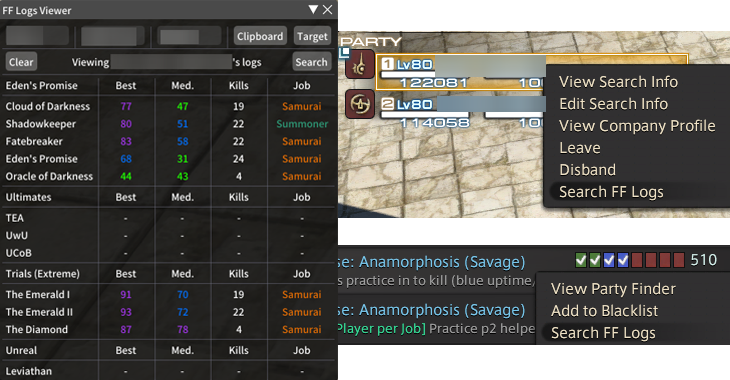 FF Logs Viewer
Clipboard Target
Clear Viewing 's logs Search
Eden's Promise Best Med. Kills Job
Cloud of Darkness 77 47 19 Samurai
Shadowkeeper 80 51 22 Summoner
Fatebreaker 83 58 22 Samurai
Eden's Promise 68 31 24 Samurai
Oracle of Darkness 44 43 4 Samurai
Ultimates Best Med. Kills Job
TEA - - - -
UwU - - - -
UCoB - - - -
Trials (Extreme) Best Med. Kills Job
The Emerald I 91 70 19 Samurai
The Emerald II 93 72 22 Samurai
The Diamond 87 78 4 Samurai
Unreal Best Med. Kills Job
Leviathan - - - -
PARTY
1 Lv80
122081 10
2 Lv80
114058 10
View Search Info
Edit Search Info
View Company Profile
Leave
Disband
Search FF Logs
se: Anamorphosis (Savage) 510
s practice in to kill (blue uptime/
se: Anamorphosis (Savage)
Player per Job] Practice p2 helpe
View Party Finder
Add to Blacklist
Search FF Logs